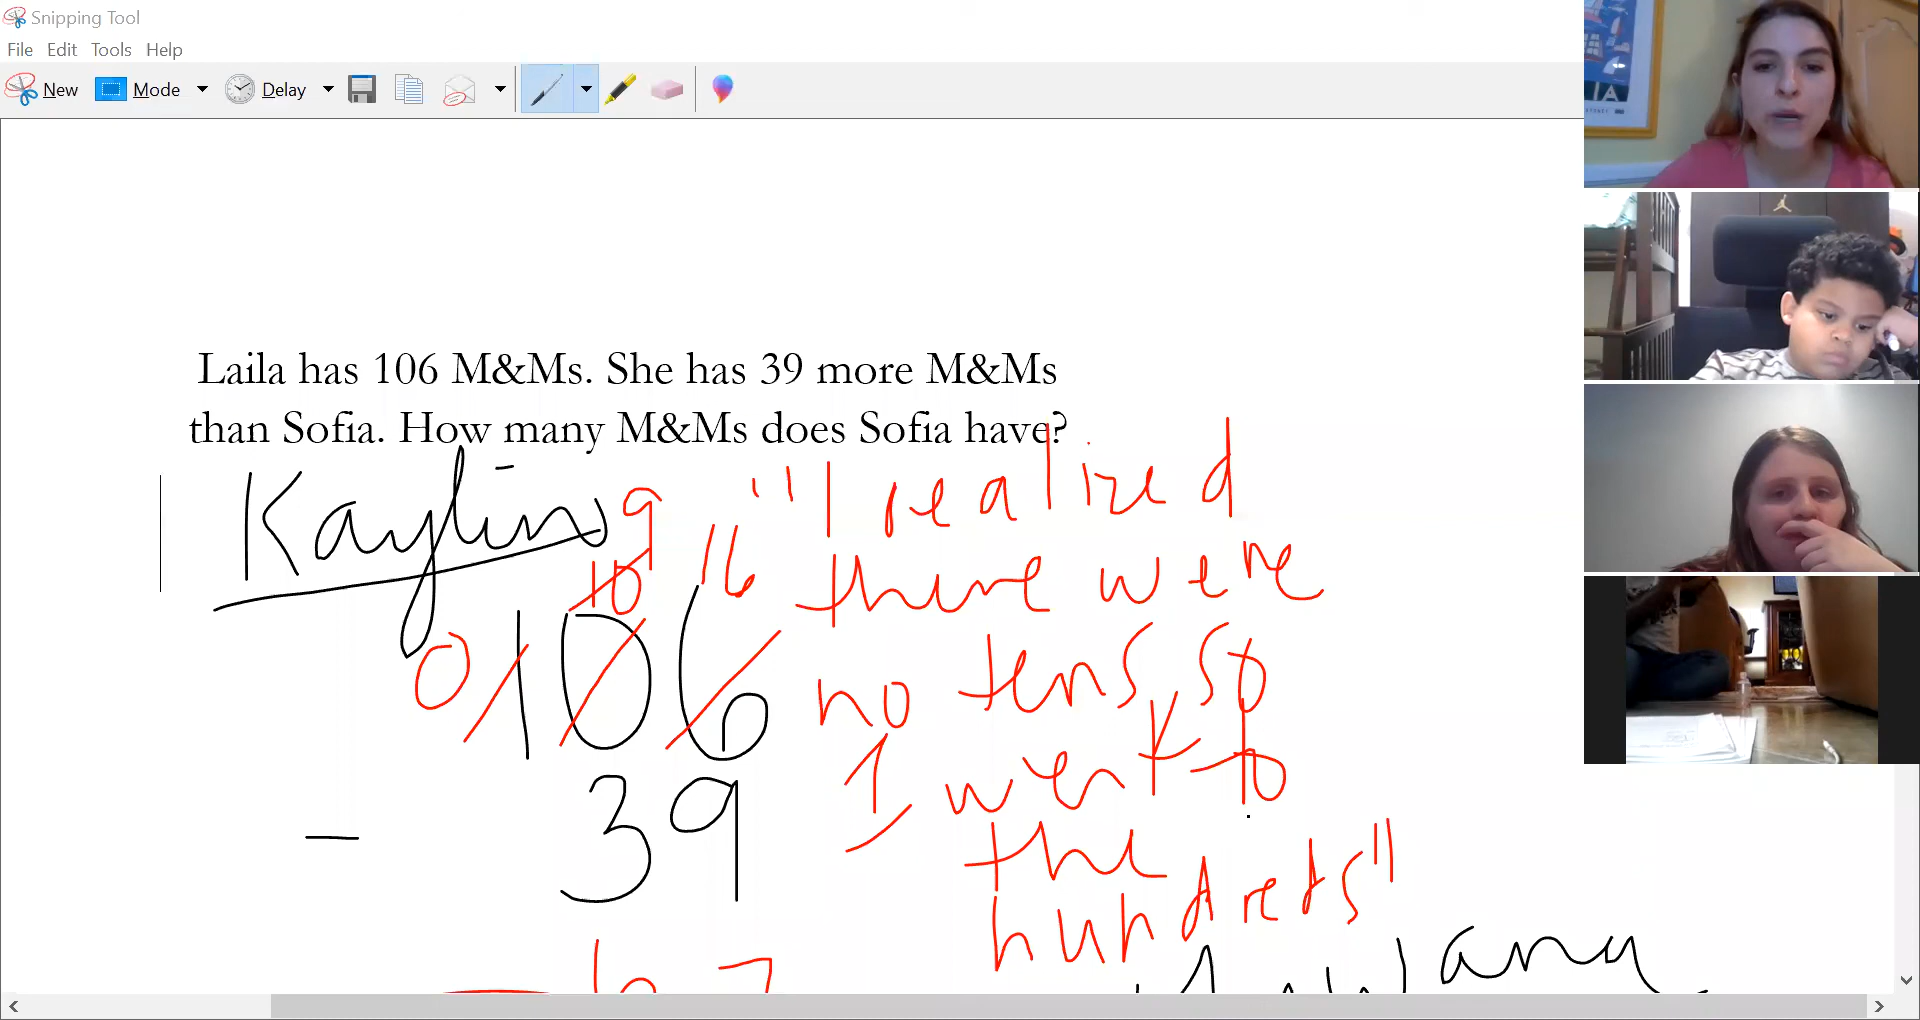 Snipping Tool
File Edit Tools Help
New Mode Delay
Laila has 106 M&Ms. She has 39 more M&Ms
than Sofia. How many M&Ms does Sofia have?
Kaylin
"I realized
there were
no tens so
I went to
the
hundreds"
9
10 16
0 106
- 39
6 7